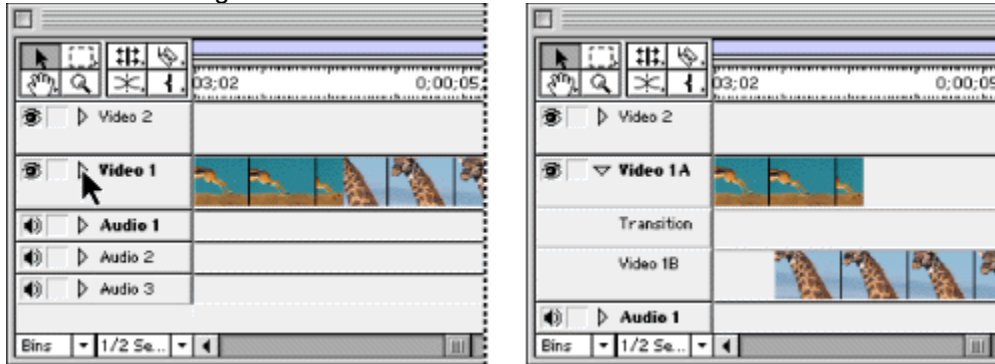 03;02 0;00;05;
Video 2
Video 1
Audio 1
Audio 2
Audio 3
Bins 1/2 Se...
03;02 0;00;05
Video 2
Video 1A
Transition
Video 1B
Audio 1
Bins 1/2 Se...